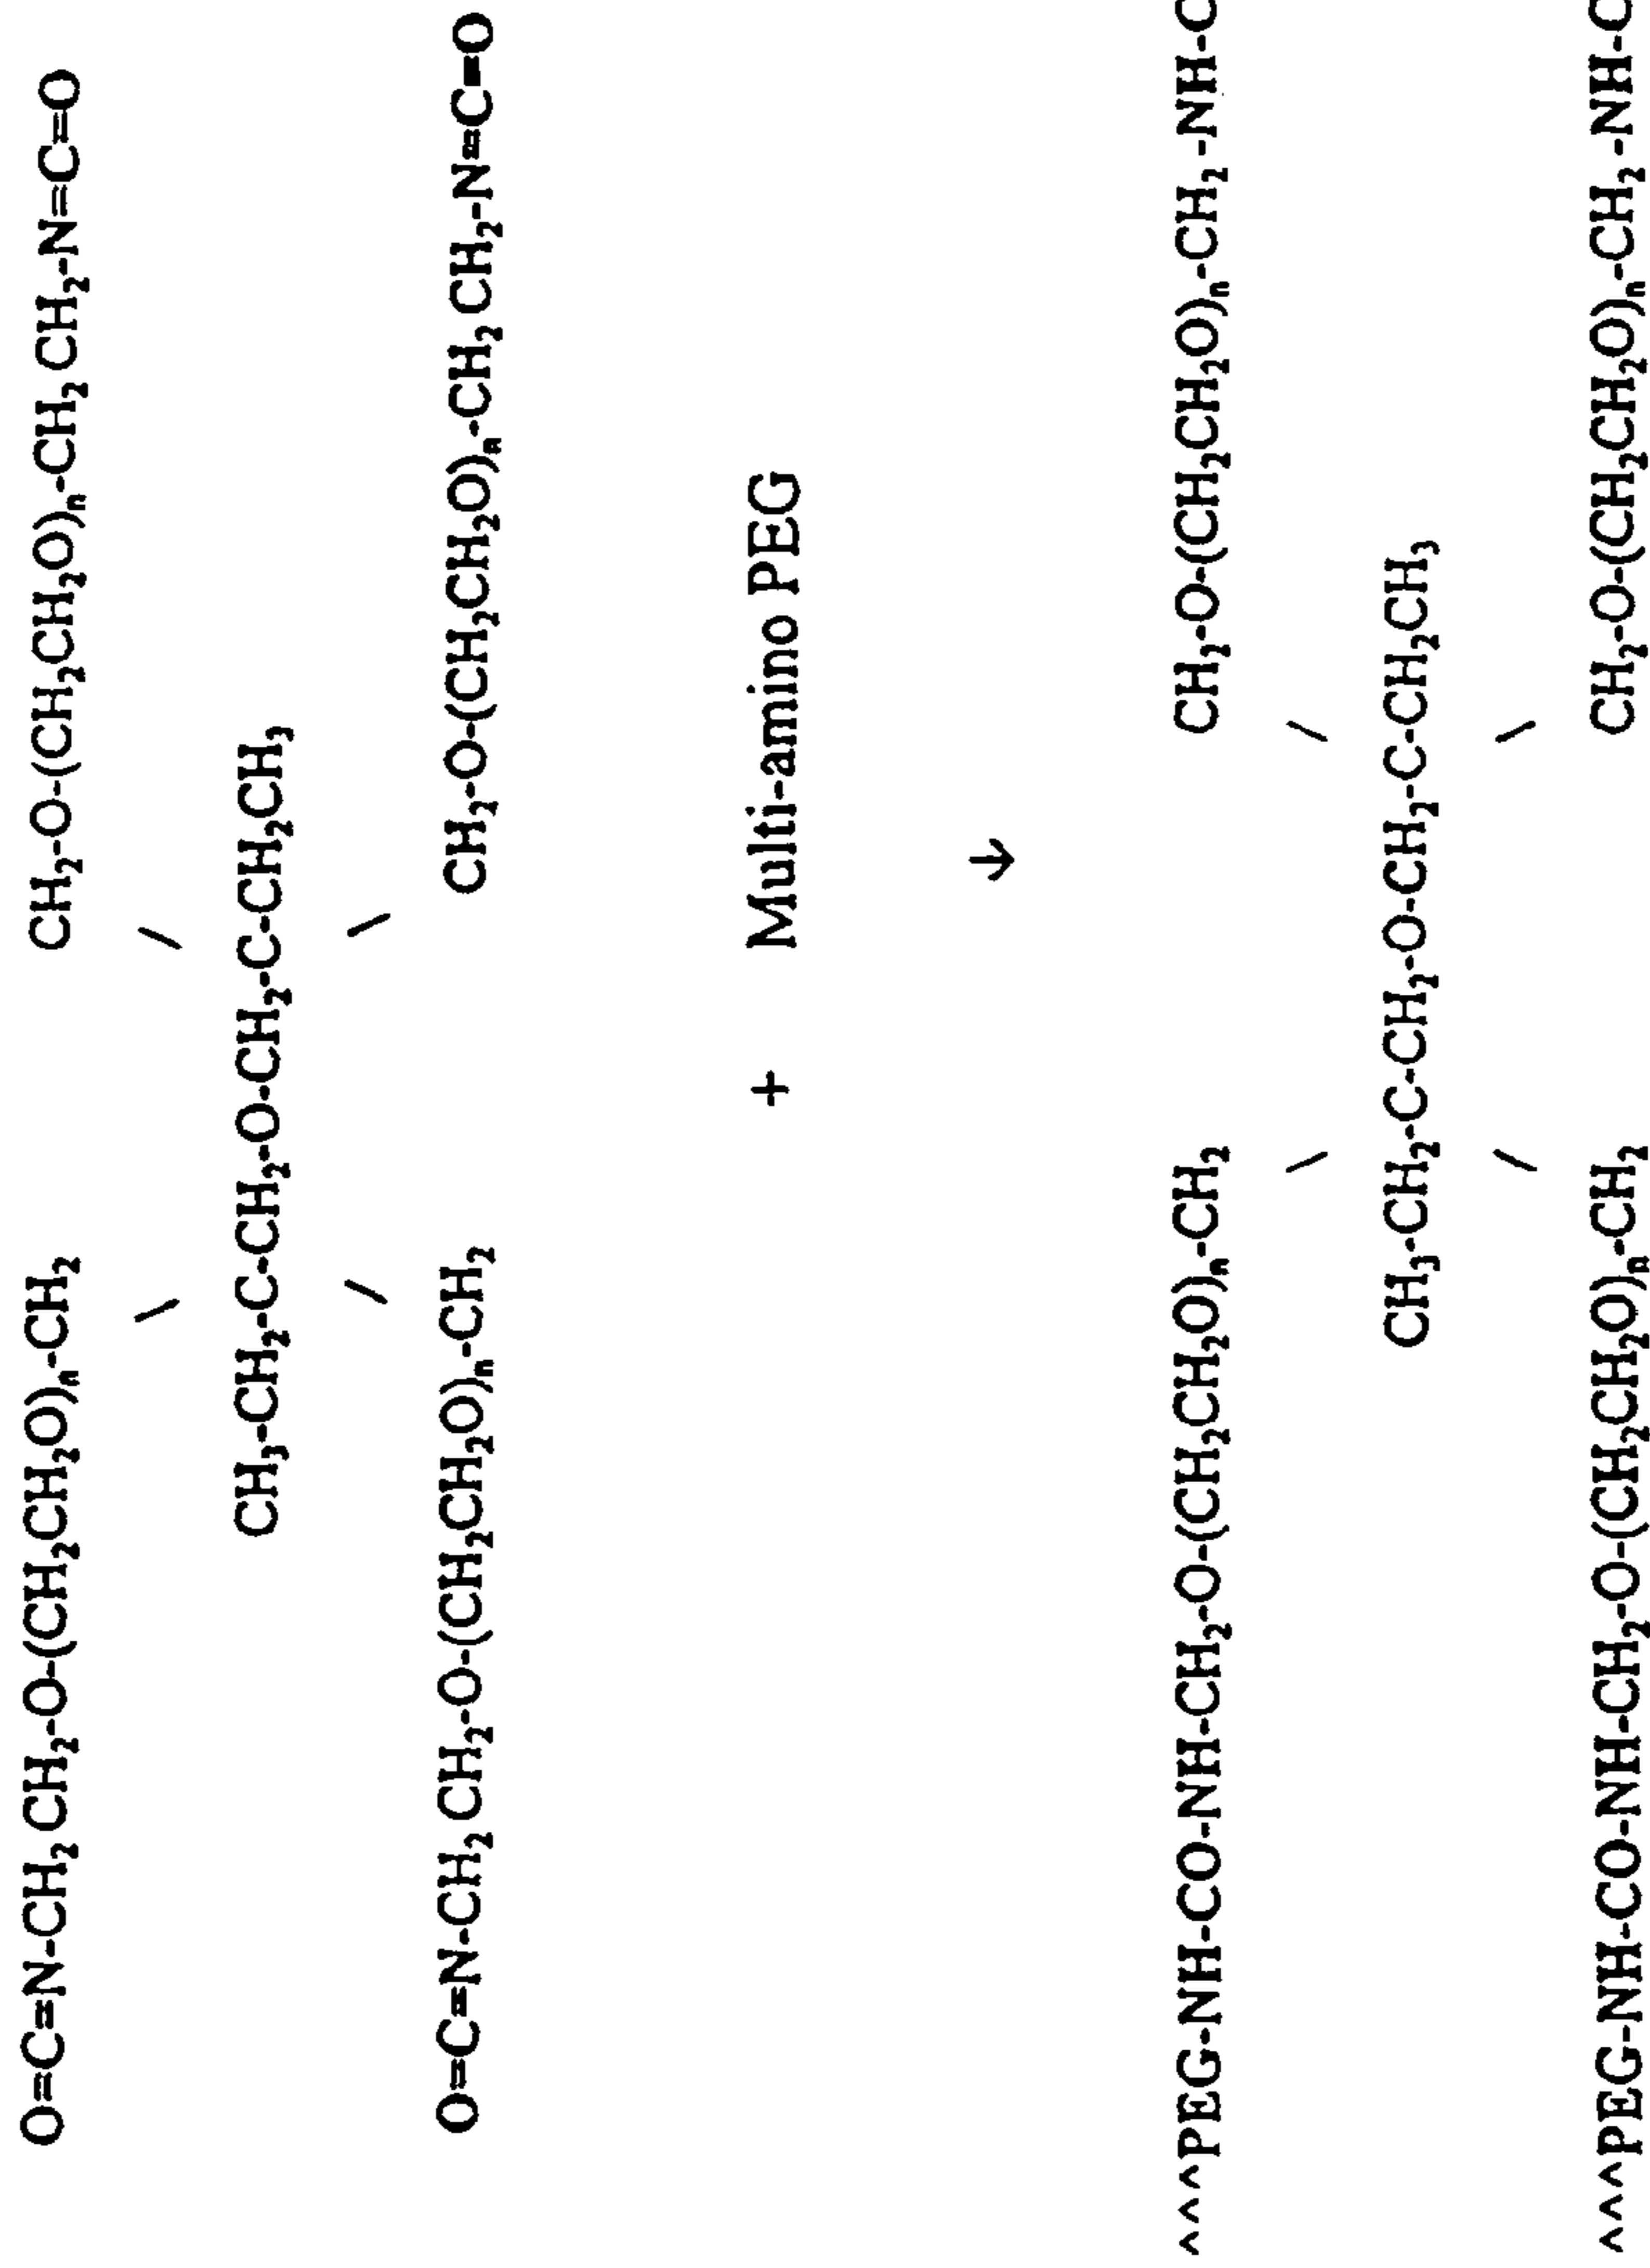 O=C=N-CH₂CH₂-O-(CH₂CH₂O)ₙ-CH₂ CH₂-O-(CH₂CH₂O)ₙ-CH₂CH₂-N=C=O
CH₃-CH₂-C-CH₂-O-CH₂-C-CH₂CH₃
O=C=N-CH₂CH₂-O-(CH₂CH₂O)ₙ-CH₂ CH₂-O-(CH₂CH₂O)ₙ-CH₂CH₂-N=C=O
+ Multi-amino PEG
→
^^^PEG-NH-CO-NH-CH₂-O-(CH₂CH₂O)ₙ-CH₂ CH₂-O-(CH₂CH₂O)ₙ-CH₂-NH-C
CH₃-CH₂-C-CH₂-O-CH₂-C-CH₂CH₃
^^^PEG-NH-CO-NH-CH₂-O-(CH₂CH₂O)ₙ-CH₂ CH₂-O-(CH₂CH₂O)ₙ-CH₂-NH-C